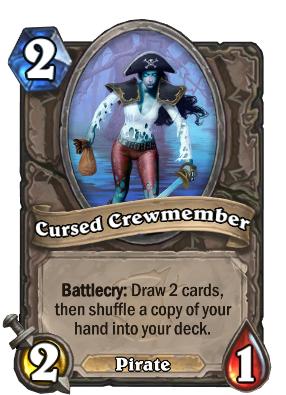 2
Cursed Crewmember
Battlecry: Draw 2 cards,
then shuffle a copy of your
hand into your deck.
2
Pirate
1